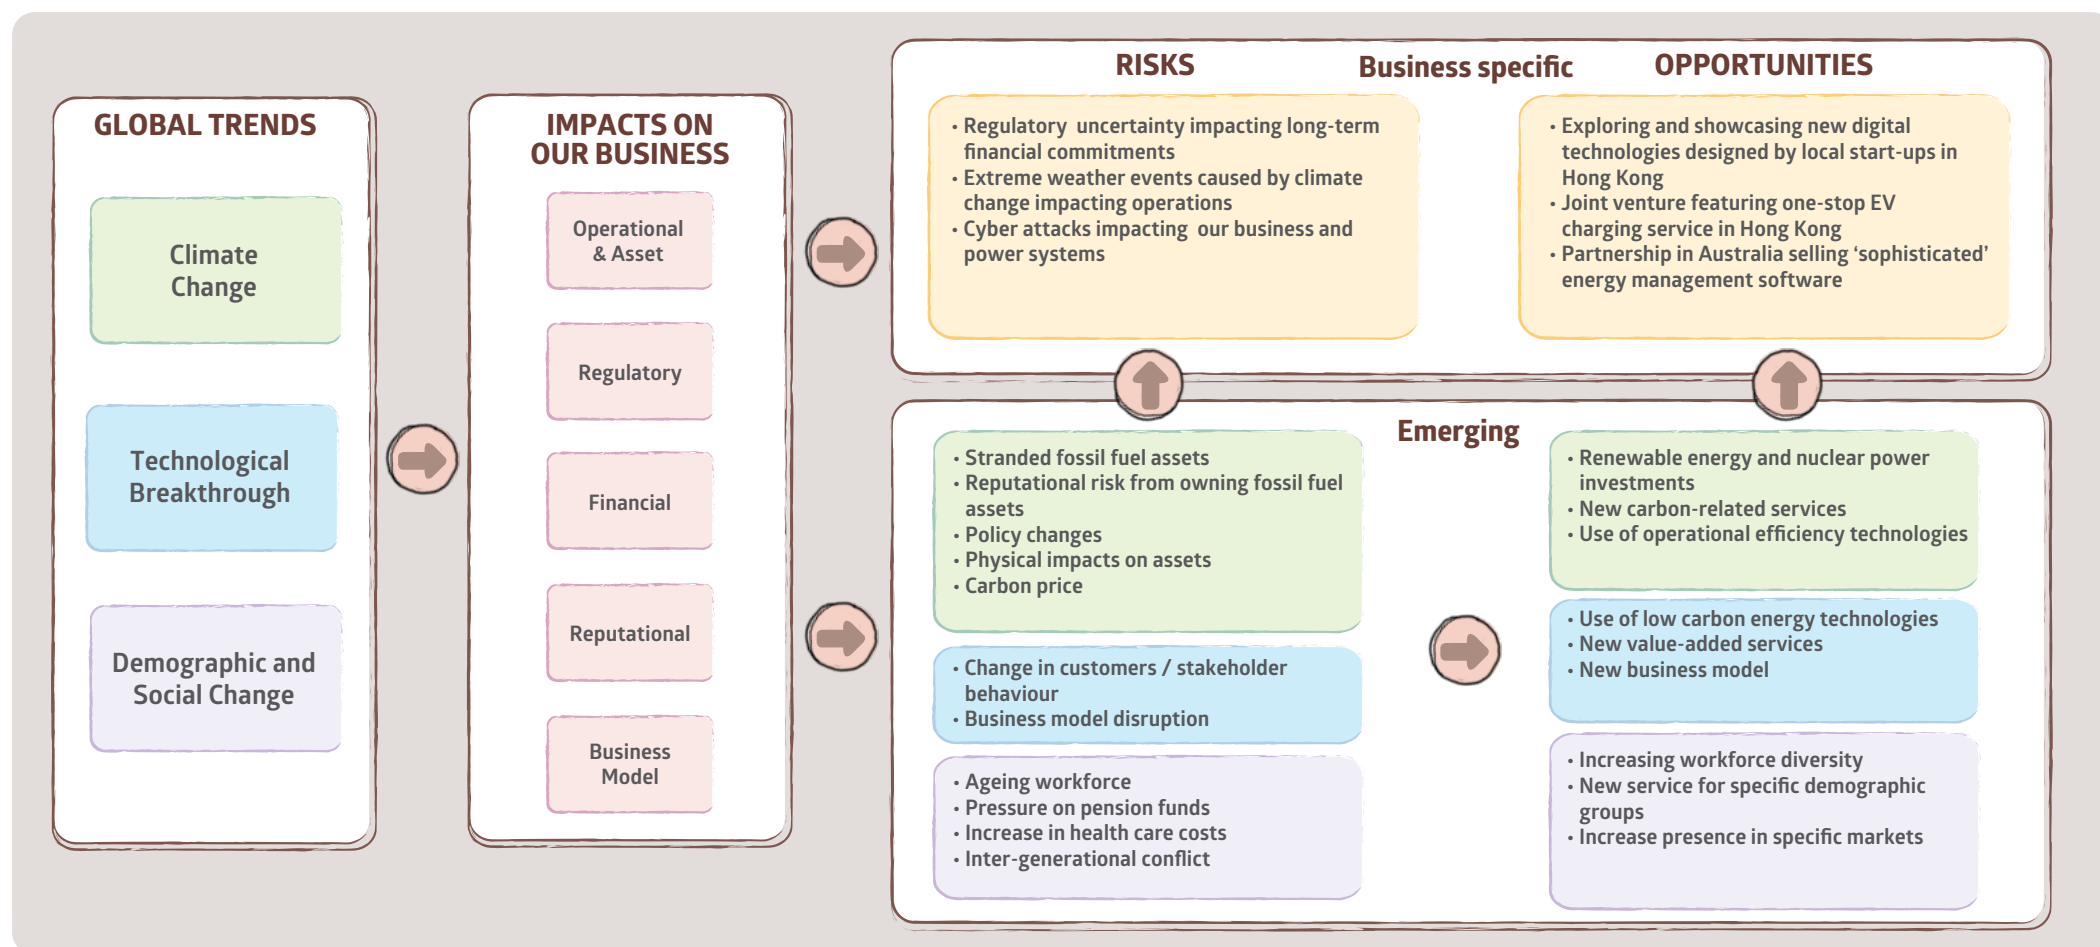 GLOBAL TRENDS
Climate
Change
Technological
Breakthrough
Demographic and
Social Change
IMPACTS ON
OUR BUSINESS
Operational
& Asset
Regulatory
Financial
Reputational
Business
Model
RISKS
Business specific
OPPORTUNITIES
• Regulatory uncertainty impacting long-term
financial commitments
• Extreme weather events caused by climate
change impacting operations
• Cyber attacks impacting our business and
power systems
• Exploring and showcasing new digital
technologies designed by local start-ups in
Hong Kong
• Joint venture featuring one-stop EV
charging service in Hong Kong
• Partnership in Australia selling ‘sophisticated’
energy management software
Emerging
• Stranded fossil fuel assets
• Reputational risk from owning fossil fuel
assets
• Policy changes
• Physical impacts on assets
• Carbon price
• Change in customers / stakeholder
behaviour
• Business model disruption
• Ageing workforce
• Pressure on pension funds
• Increase in health care costs
• Inter-generational conflict
• Renewable energy and nuclear power
investments
• New carbon-related services
• Use of operational efficiency technologies
• Use of low carbon energy technologies
• New value-added services
• New business model
• Increasing workforce diversity
• New service for specific demographic
groups
• Increase presence in specific markets